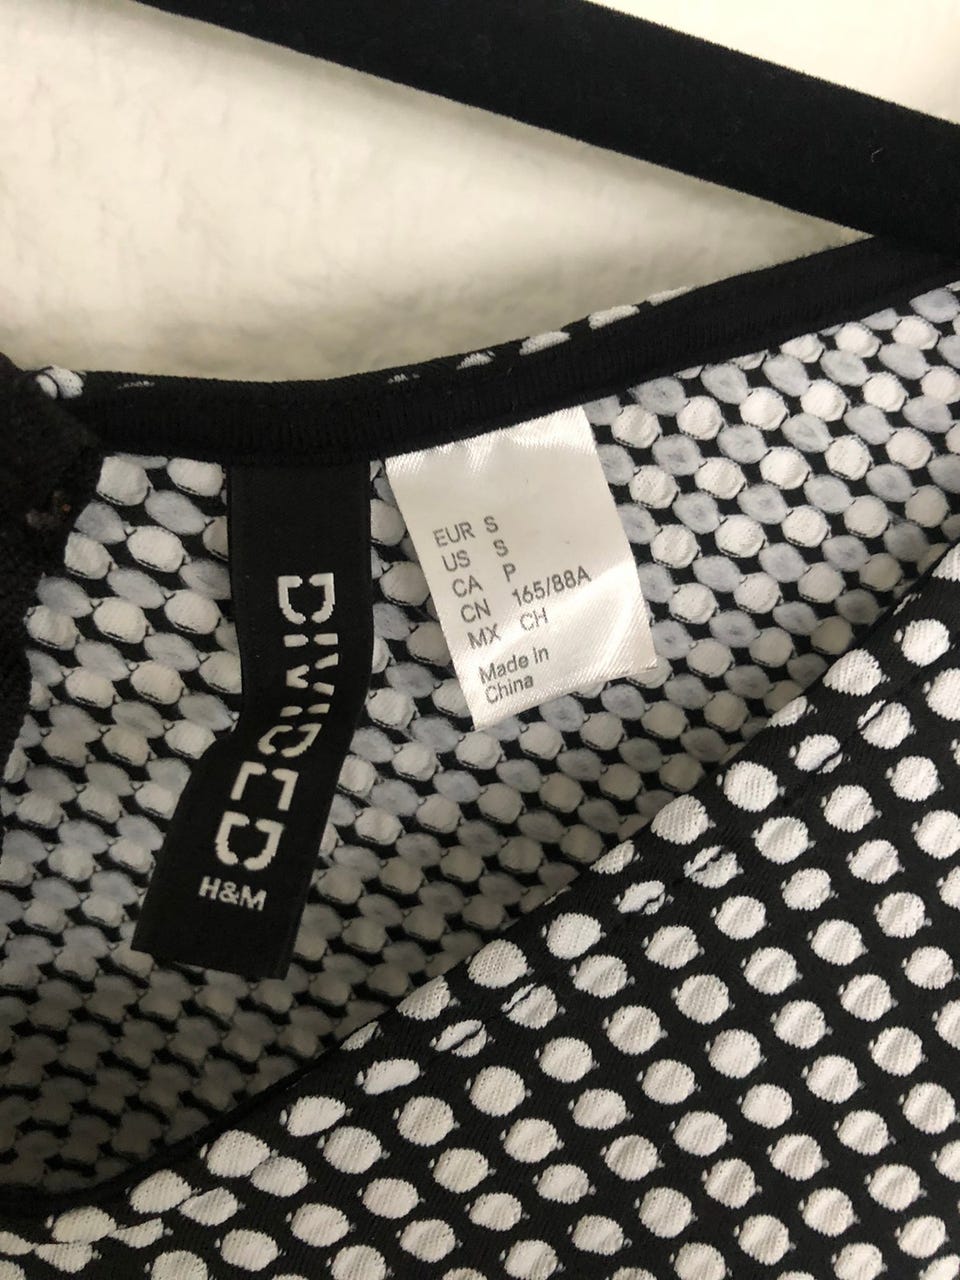 DIVIDED
H&M
EUR S
US S
CA P
CN 165/88A
MX CH
Made in
China